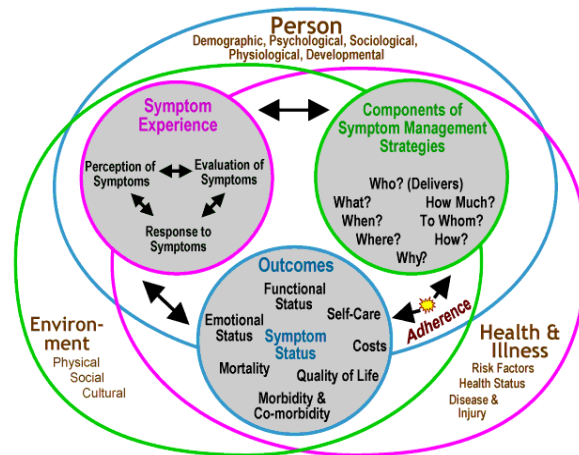 Person
Demographic, Psychological, Sociological,
Physiological, Developmental
Symptom
Experience
Perception of
Symptoms
Evaluation of
Symptoms
Response to
Symptoms
Components of
Symptom Management
Strategies
Who? (Delivers)
What?
How Much?
When?
To Whom?
Where?
How?
Why?
Outcomes
Functional
Status
Self-Care
Emotional
Status
Symptom
Status
Costs
Mortality
Quality of Life
Morbidity &
Co-morbidity
Adherence
Environ-
ment
Physical
Social
Cultural
Health &
Illness
Risk Factors
Health Status
Disease &
Injury